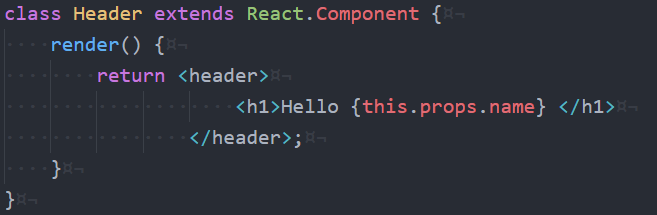 class Header extends React.Component {
    render() {
        return <header>
                    <h1>Hello {this.props.name} </h1>
                </header>;
    }
}